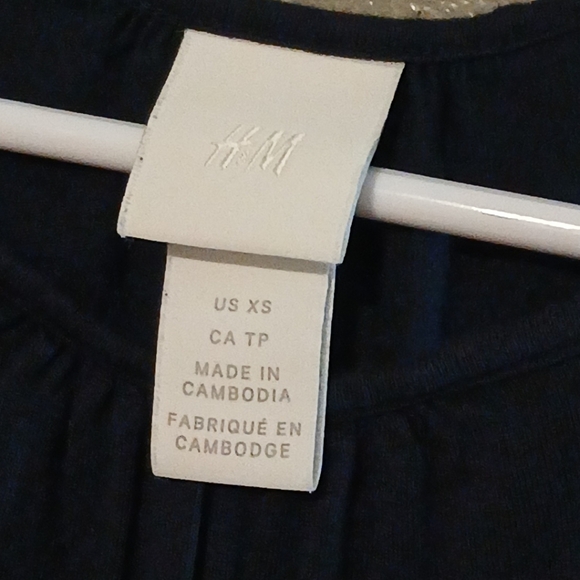 H&M
US XS
CA TP
MADE IN
CAMBODIA
FABRIQUÉ EN
CAMBODGE